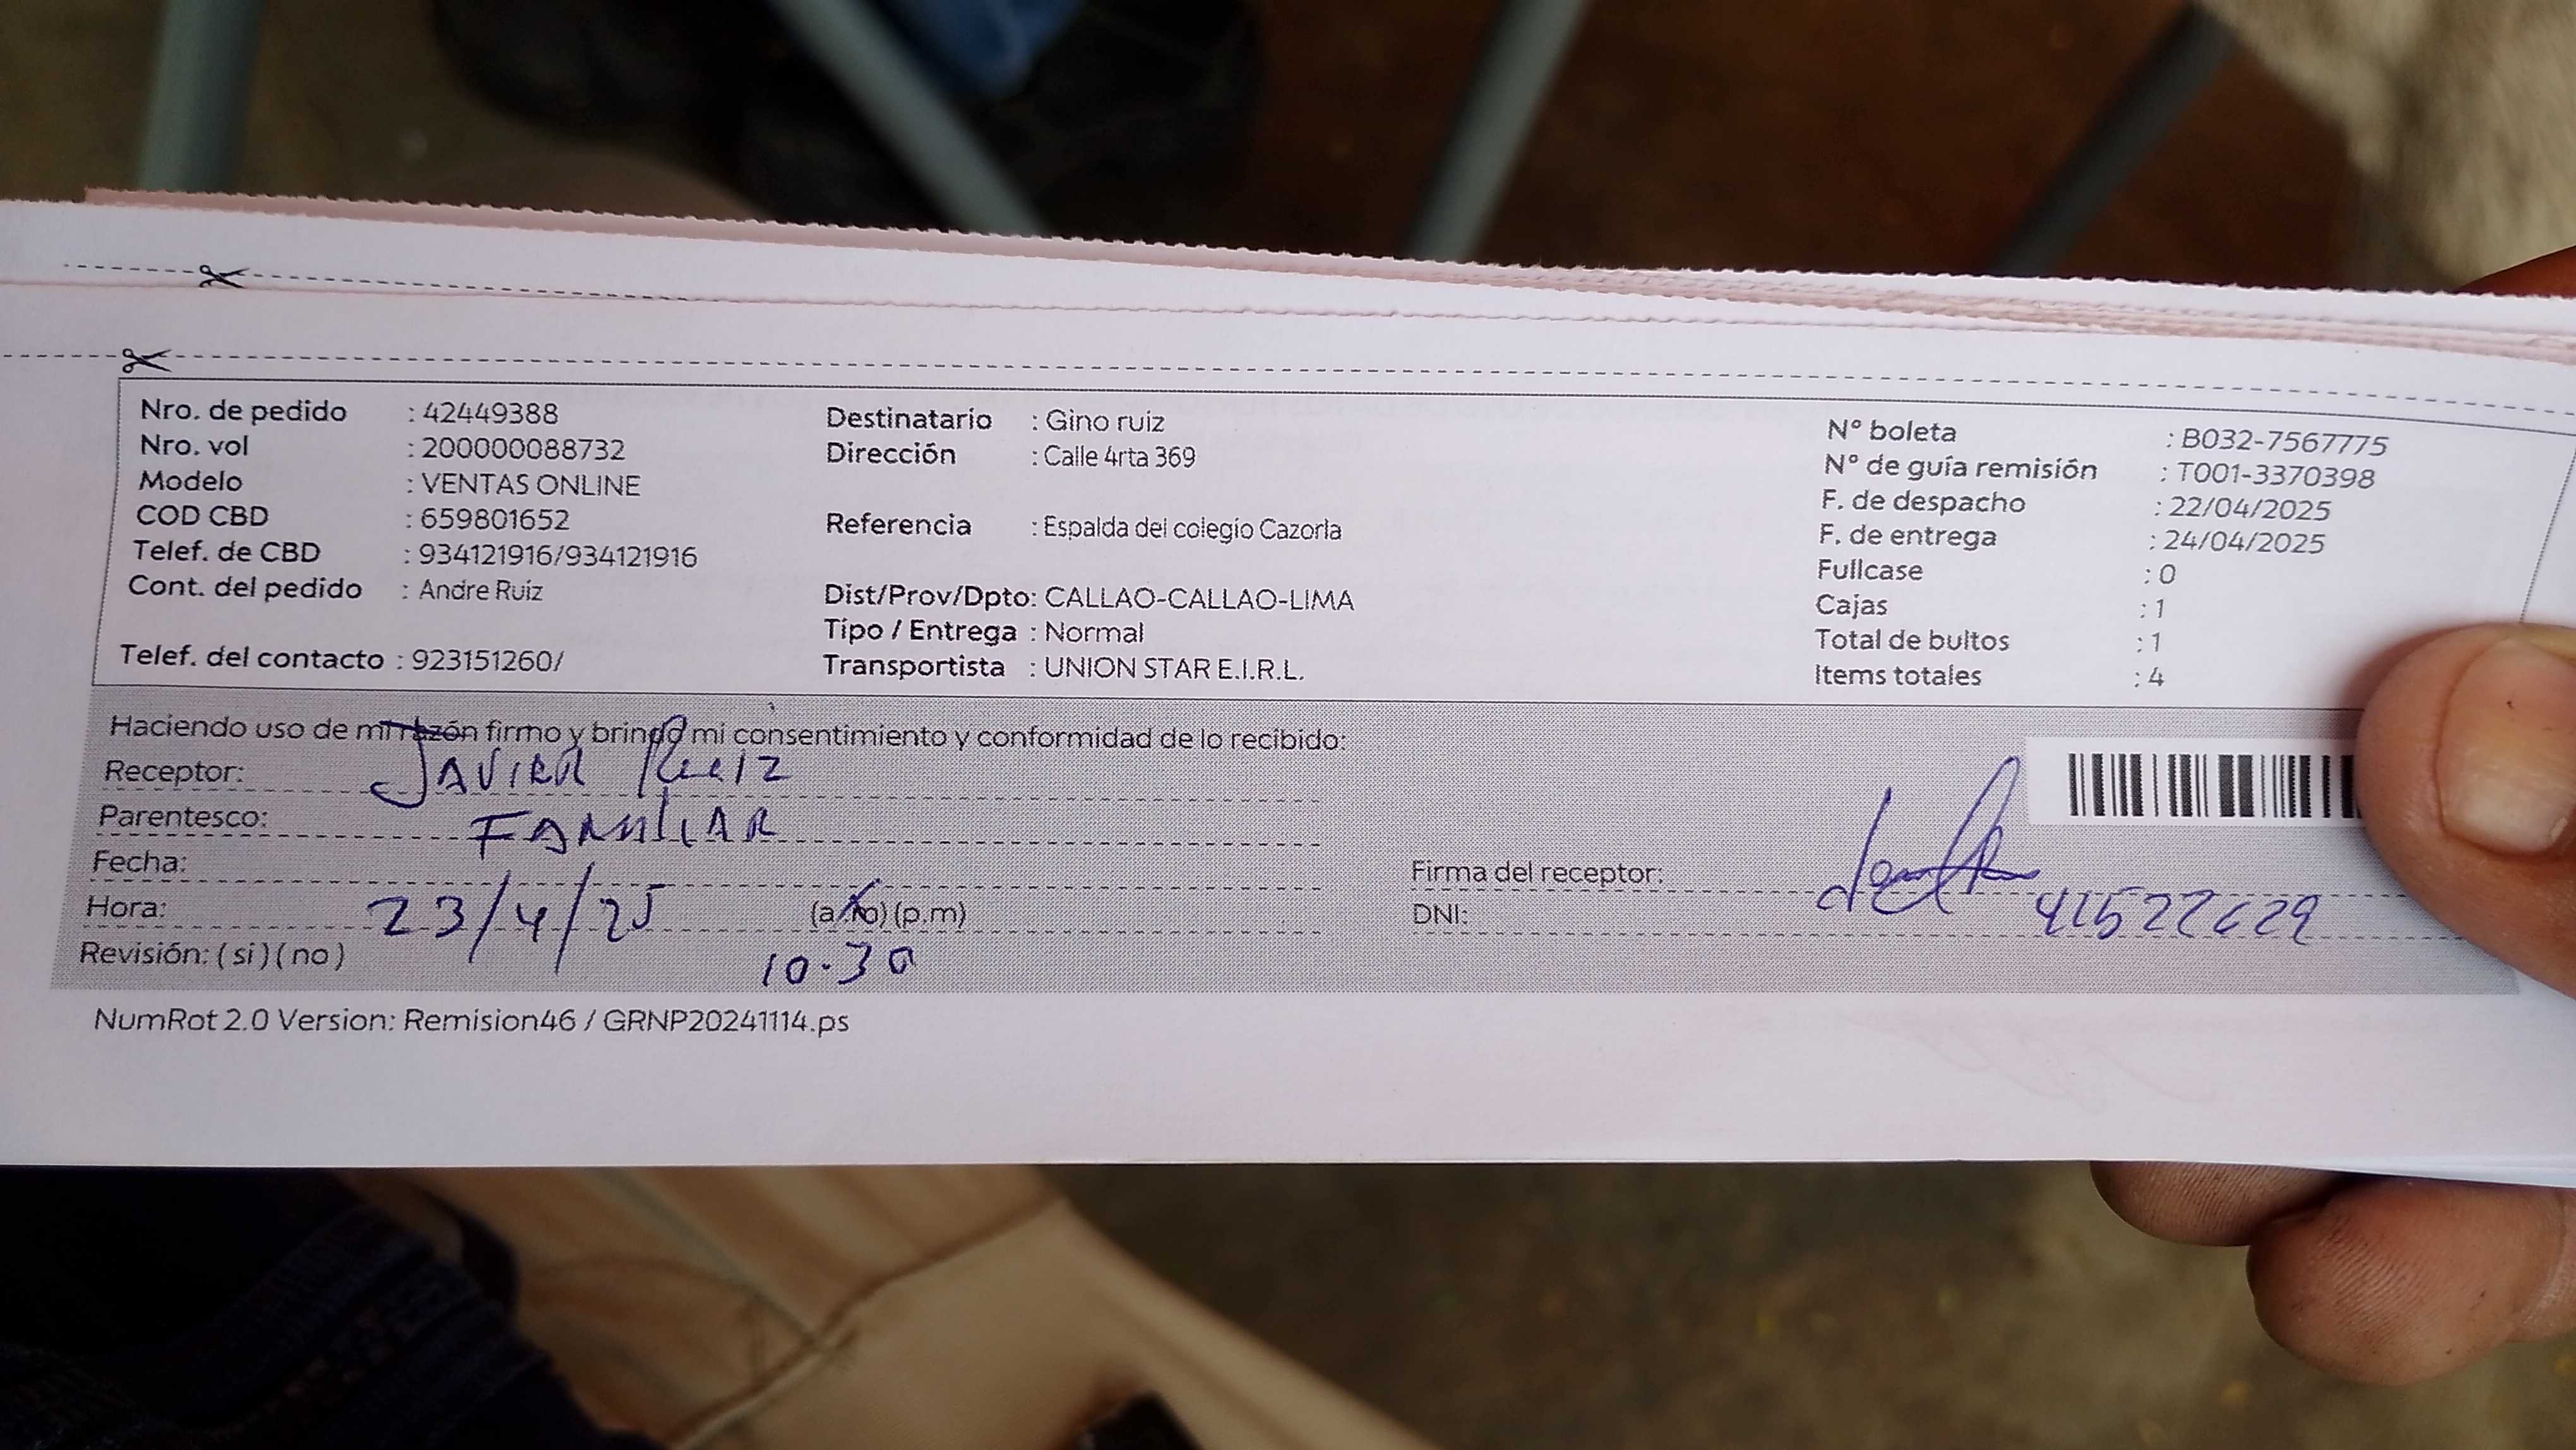 Nro. de pedido : 42449388
Nro. vol : 200000088732
Modelo : VENTAS ONLINE
COD CBD : 659801652
Telef. de CBD : 934121916/934121916
Cont. del pedido : Andre Ruiz
Telef. del contacto : 923151260/
Destinatario : Gino ruiz
Dirección : Calle 4rta 369
Referencia : Espalda del colegio Cazorla
Dist/Prov/Dpto: CALLAO-CALLAO-LIMA
Tipo / Entrega : Normal
Transportista : UNION STAR E.I.R.L.
N° boleta : B032-7567775
N° de guía remisión : T001-3370398
F. de despacho : 22/04/2025
F. de entrega : 24/04/2025
Fullcase : 0
Cajas : 1
Total de bultos : 1
Items totales : 4
Haciendo uso de mi razón firmo y brindo mi consentimiento y conformidad de lo recibido:
Receptor: JAVIER Ruiz
Parentesco: FAMILIAR
Fecha:
Hora: 23/4/25 (a.m) (p.m)
Revisión: ( si ) ( no ) 10.30
Firma del receptor:
DNI:
NumRot 2.0 Version: Remision46 / GRNP20241114.ps